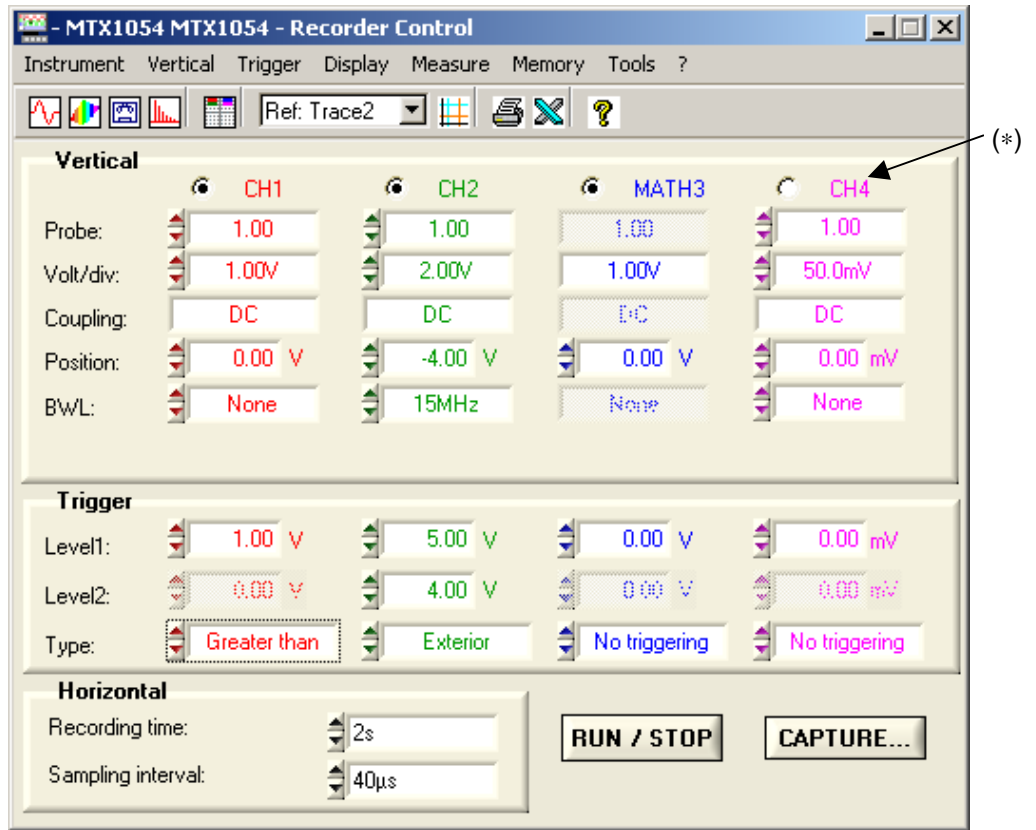 - MTX1054 MTX1054 - Recorder Control
Instrument Vertical Trigger Display Measure Memory Tools ?
Ref: Trace2
(*)
Vertical
CH1 CH2 MATH3 CH4
Probe: 1.00 1.00 1.00 1.00
Volt/div: 1.00V 2.00V 1.00V 50.0mV
Coupling: DC DC DC DC
Position: 0.00 V -4.00 V 0.00 V 0.00 mV
BWL: None 15MHz None None
Trigger
Level1: 1.00 V 5.00 V 0.00 V 0.00 mV
Level2: 0.00 V 4.00 V 0.00 V 0.00 mV
Type: Greater than Exterior No triggering No triggering
Horizontal
Recording time: 2s
RUN / STOP CAPTURE...
Sampling interval: 40µs